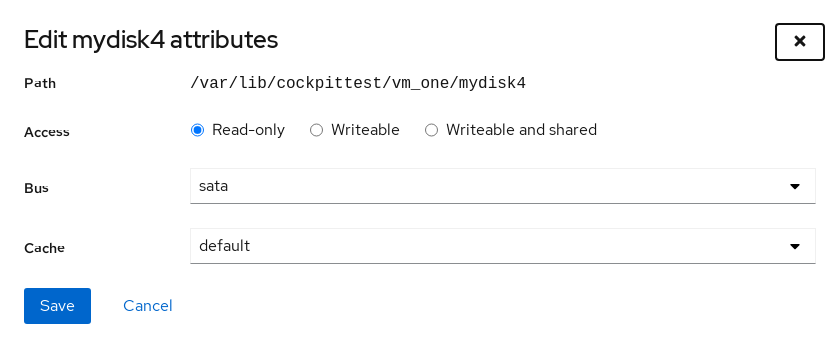 Edit mydisk4 attributes
Path /var/lib/cockpittest/vm_one/mydisk4
Access Read-only Writeable Writeable and shared
Bus sata
Cache default
Save Cancel